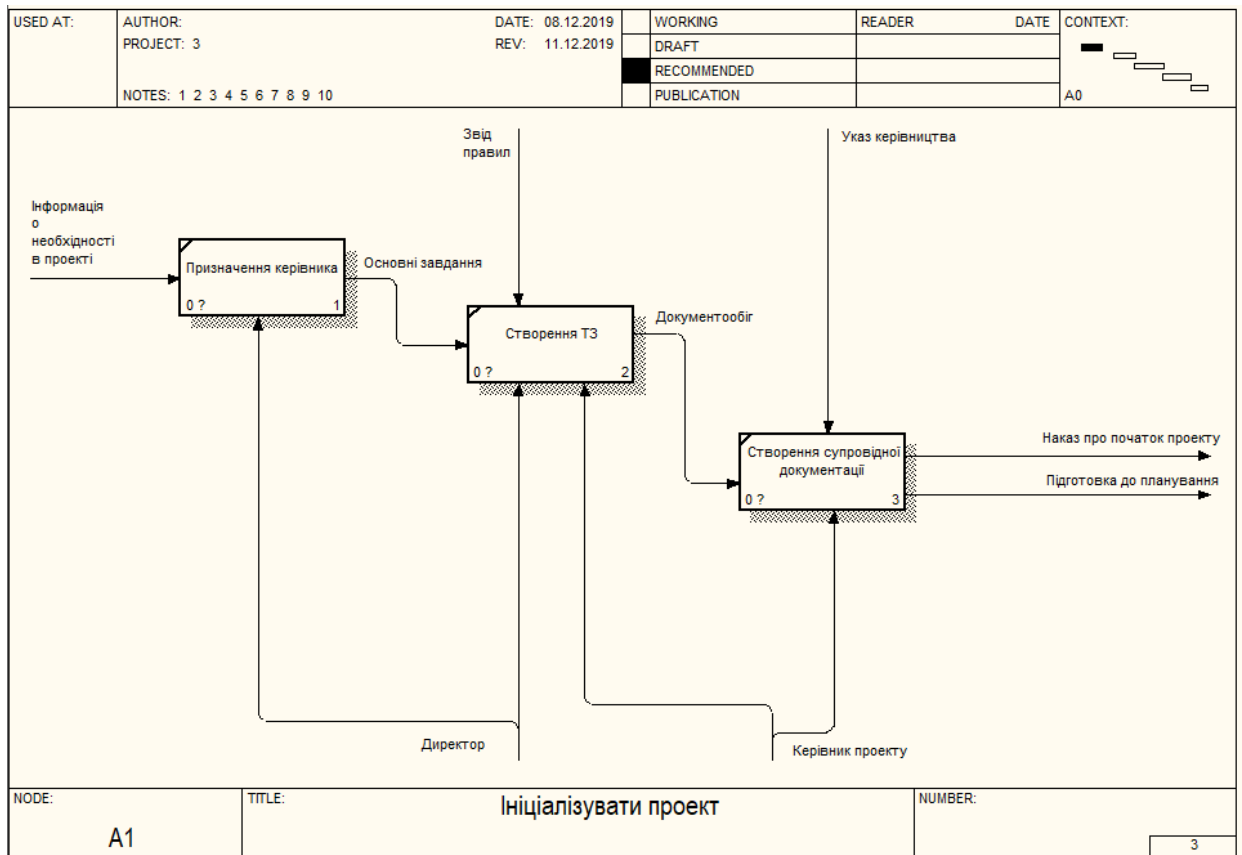 USED AT:
AUTHOR:
DATE: 08.12.2019
WORKING
READER
DATE
CONTEXT:
PROJECT: 3
REV: 11.12.2019
DRAFT
RECOMMENDED
NOTES: 1 2 3 4 5 6 7 8 9 10
PUBLICATION
A0
Звід
правил
Указ керівництва
Інформація
о
необхідності
в проекті
Призначення керівника
0 ?
1
Основні завдання
Створення ТЗ
0 ?
2
Документообіг
Створення супровідної
документації
0 ?
3
Наказ про початок проекту
Підготовка до планування
Директор
Керівник проекту
NODE:
A1
TITLE:
Ініціалізувати проект
NUMBER:
3